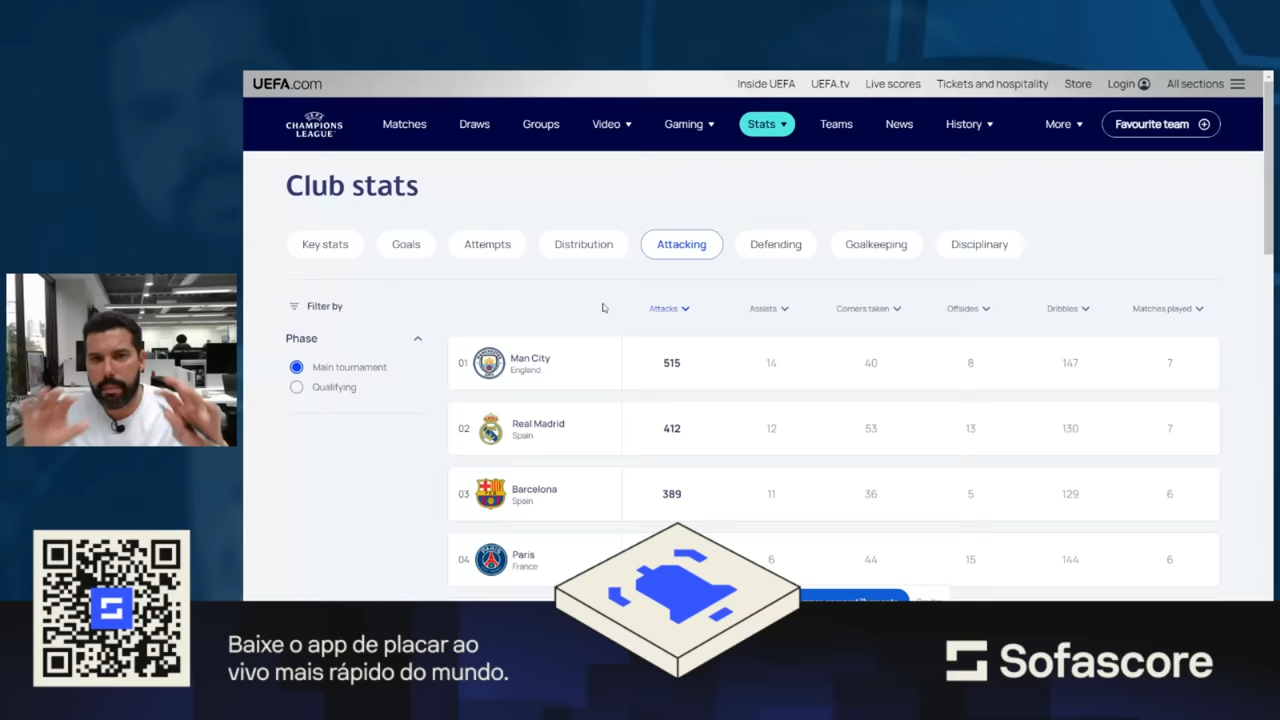 UEFA.com
Inside UEFA
UEFA.tv
Live scores
Tickets and hospitality
Store
Login
All sections
UEFA
CHAMPIONS
LEAGUE
Matches
Draws
Groups
Video
Gaming
Stats
Teams
News
History
More
Favourite team
Club stats
Key stats
Goals
Attempts
Distribution
Attacking
Defending
Goalkeeping
Disciplinary
Filter by
Phase
Main tournament
Qualifying
Attacks Assists Corners taken Offsides Dribbles Matches played
01 Man City 515 14 40 8 147 7
England
02 Real Madrid 412 12 53 13 130 7
Spain
03 Barcelona 389 11 36 5 129 6
Spain
04 Paris 6 44 15 144 6
France
PARIS
Baixe o app de placar ao
vivo mais rápido do mundo.
Sofascore